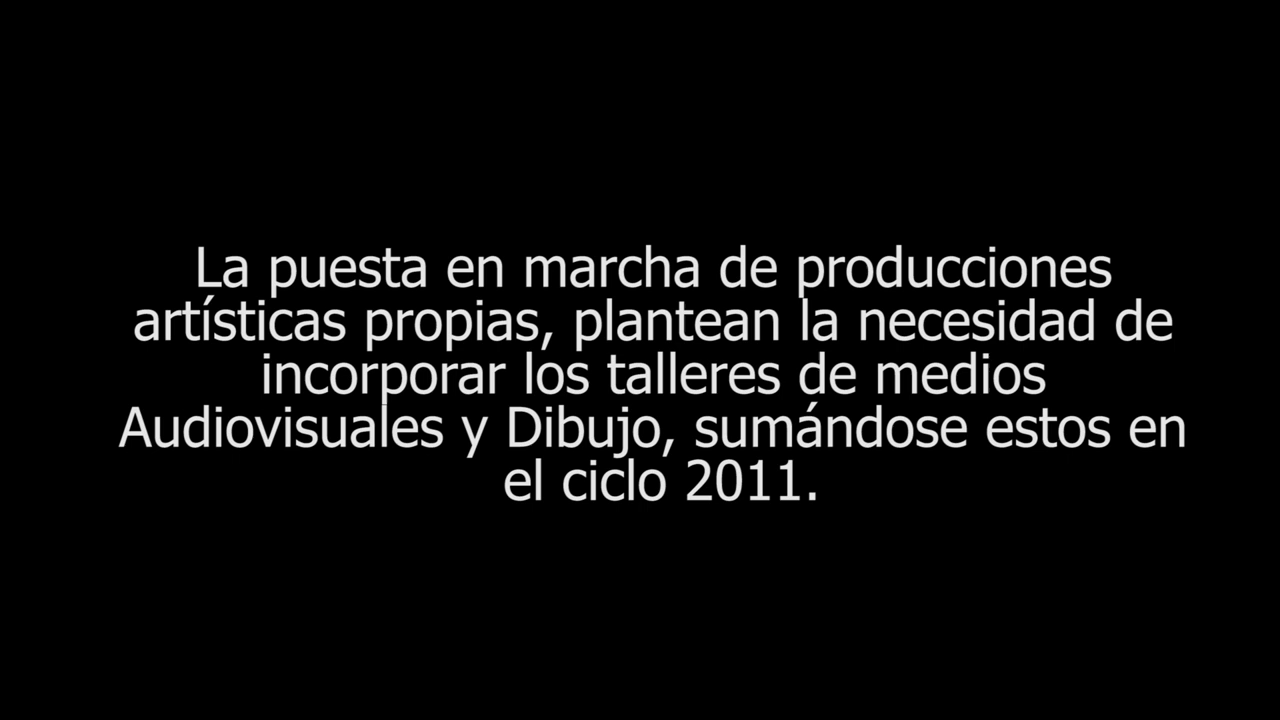 La puesta en marcha de producciones
artísticas propias, plantean la necesidad de
incorporar los talleres de medios
Audiovisuales y Dibujo, sumándose estos en
el ciclo 2011.